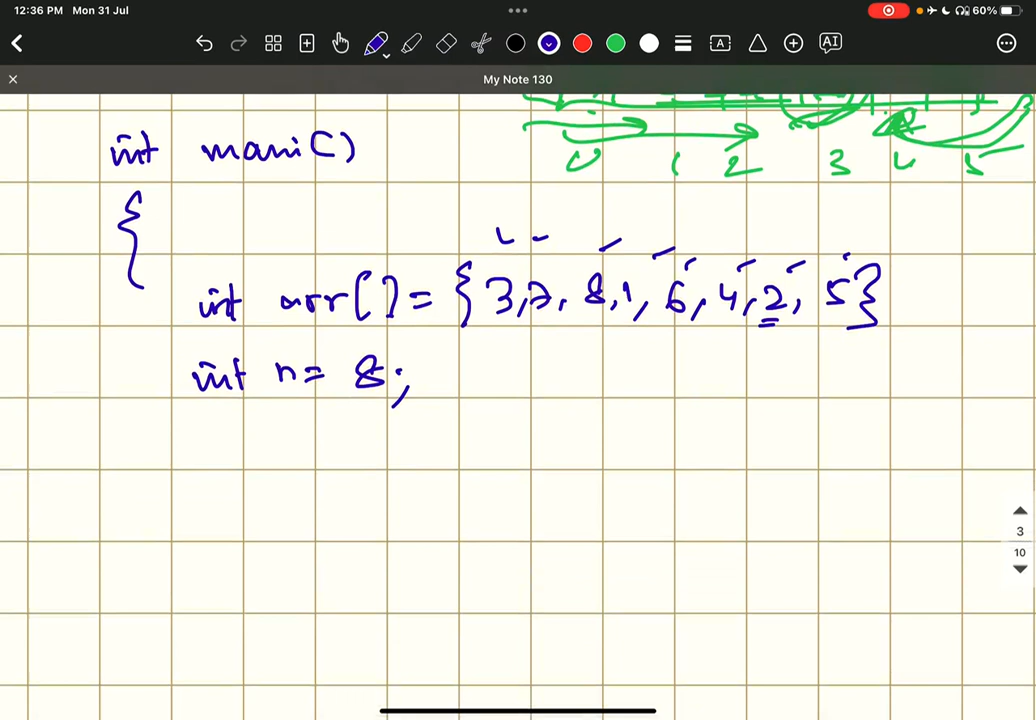 12:36 PM Mon 31 Jul
60%
A
AI
My Note 130
int mani()
0 1 2 3 4 5
{
int arr[]= {3,7, 8,1, 6, 4, 2, 5}
int n= 8;
3
10